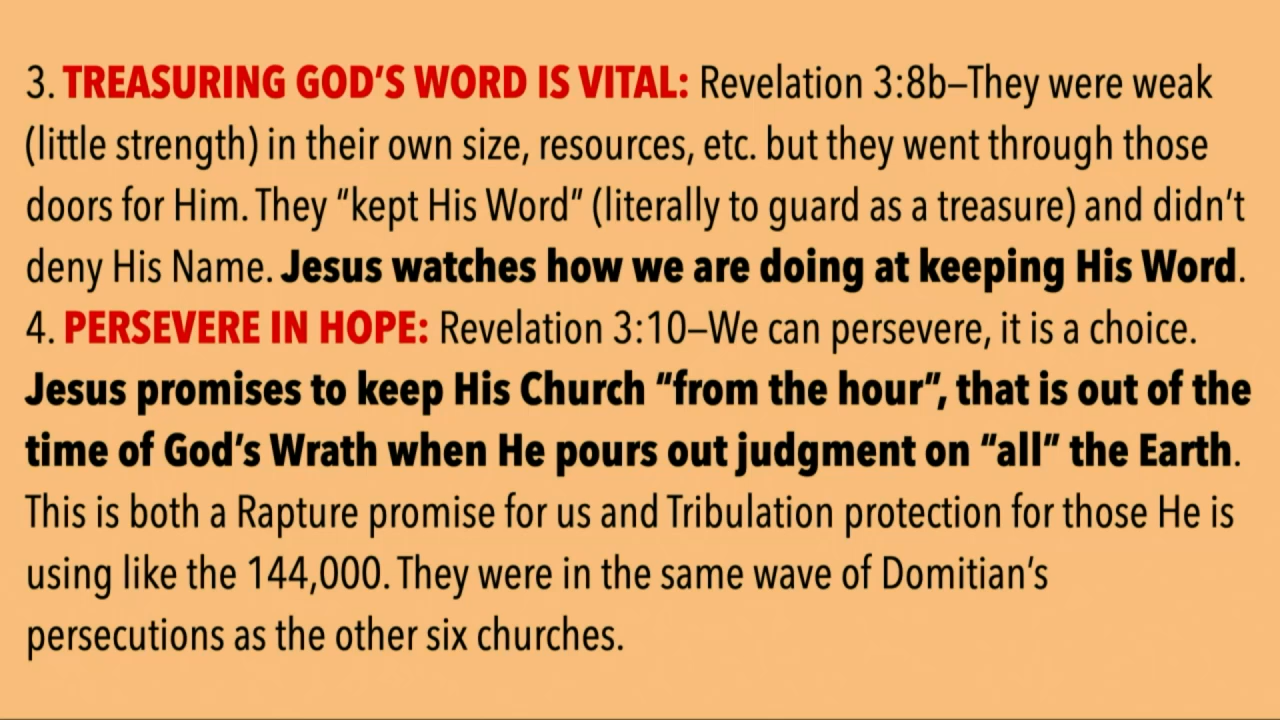 3. TREASURING GOD’S WORD IS VITAL: Revelation 3:8b–They were weak
(little strength) in their own size, resources, etc. but they went through those
doors for Him. They “kept His Word” (literally to guard as a treasure) and didn’t
deny His Name. Jesus watches how we are doing at keeping His Word.
4. PERSEVERE IN HOPE: Revelation 3:10–We can persevere, it is a choice.
Jesus promises to keep His Church “from the hour”, that is out of the
time of God’s Wrath when He pours out judgment on “all” the Earth.
This is both a Rapture promise for us and Tribulation protection for those He is
using like the 144,000. They were in the same wave of Domitian’s
persecutions as the other six churches.